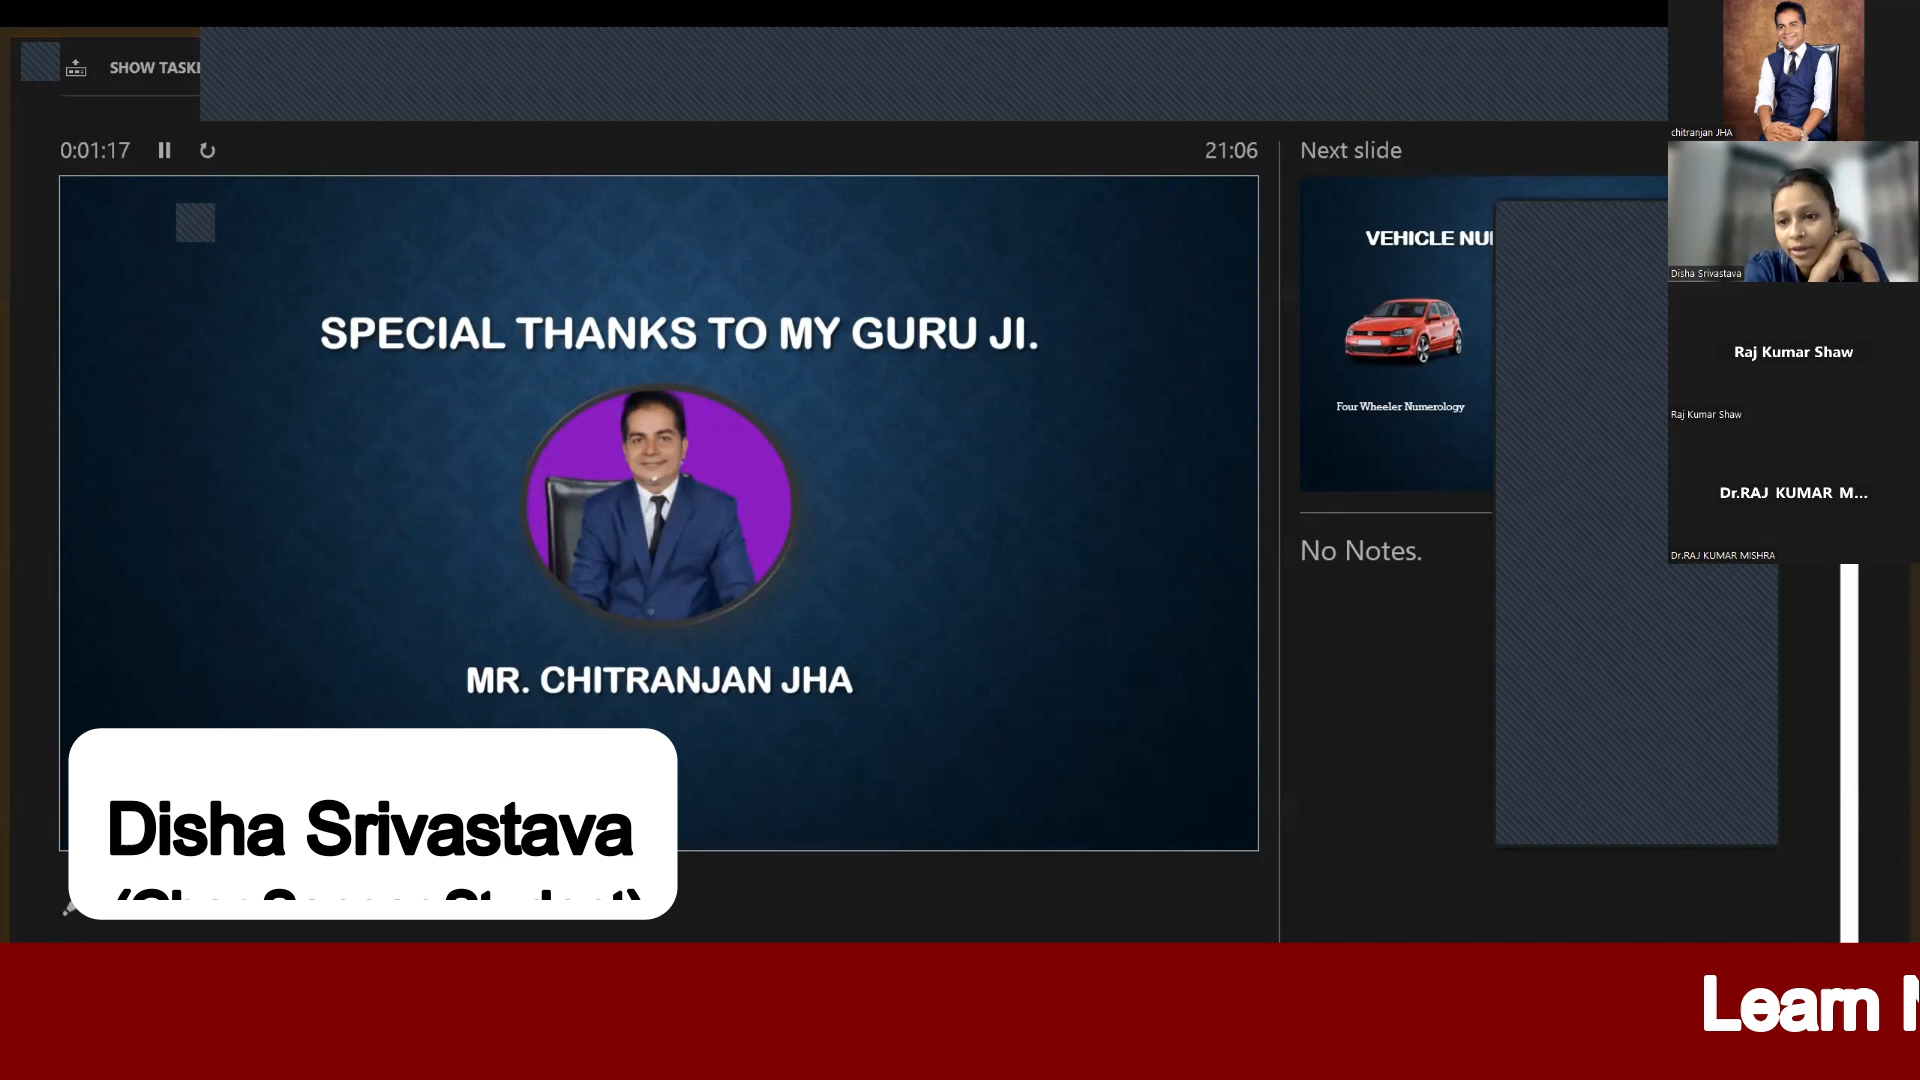 SHOW TASK
0:01:17
21:06
Next slide
SPECIAL THANKS TO MY GURU JI.
MR. CHITRANJAN JHA
VEHICLE
Four Wheeler Numerology
No Notes.
chitranjan JHA
Disha Srivastava
Raj Kumar Shaw
Raj Kumar Shaw
Dr.RAJ KUMAR M...
Dr.RAJ KUMAR MISHRA
Disha Srivastava
Learn